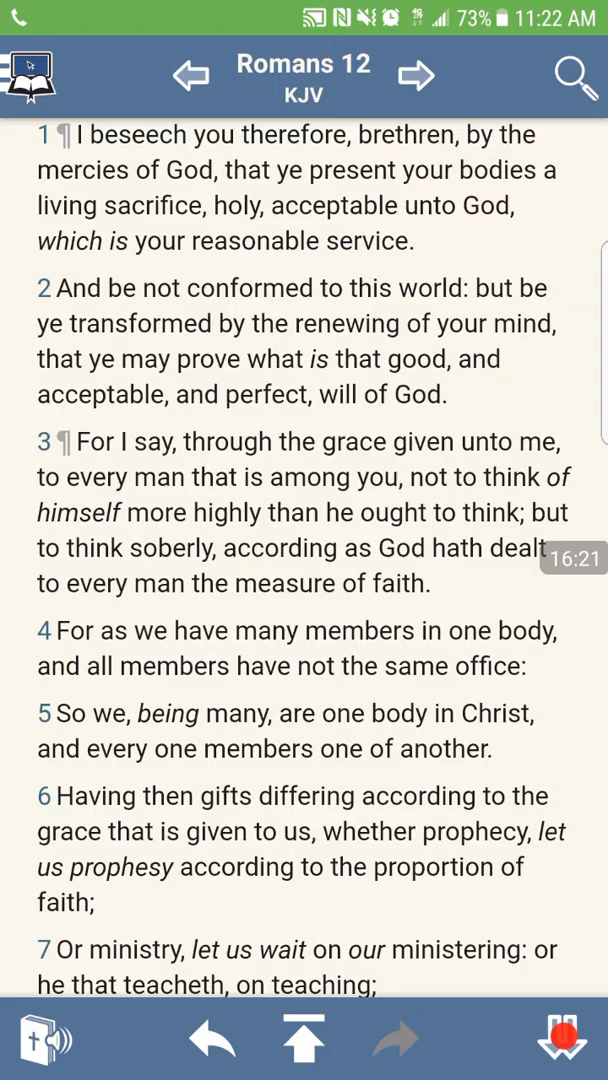 73% 11:22 AM
Romans 12
KJV
1 ¶ I beseech you therefore, brethren, by the
mercies of God, that ye present your bodies a
living sacrifice, holy, acceptable unto God,
which is your reasonable service.
2 And be not conformed to this world: but be
ye transformed by the renewing of your mind,
that ye may prove what is that good, and
acceptable, and perfect, will of God.
3 ¶ For I say, through the grace given unto me,
to every man that is among you, not to think of
himself more highly than he ought to think; but
to think soberly, according as God hath dealt
16:21
to every man the measure of faith.
4 For as we have many members in one body,
and all members have not the same office:
5 So we, being many, are one body in Christ,
and every one members one of another.
6 Having then gifts differing according to the
grace that is given to us, whether prophecy, let
us prophesy according to the proportion of
faith;
7 Or ministry, let us wait on our ministering: or
he that teacheth, on teaching;